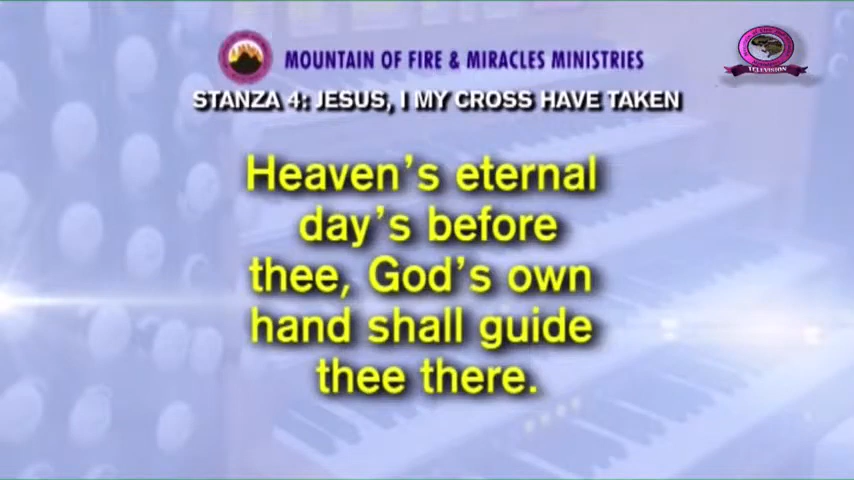 MOUNTAIN OF FIRE & MIRACLES MINISTRIES
STANZA 4: JESUS, I MY CROSS HAVE TAKEN
TELEVISION
Heaven's eternal
day's before
thee, God's own
hand shall guide
thee there.